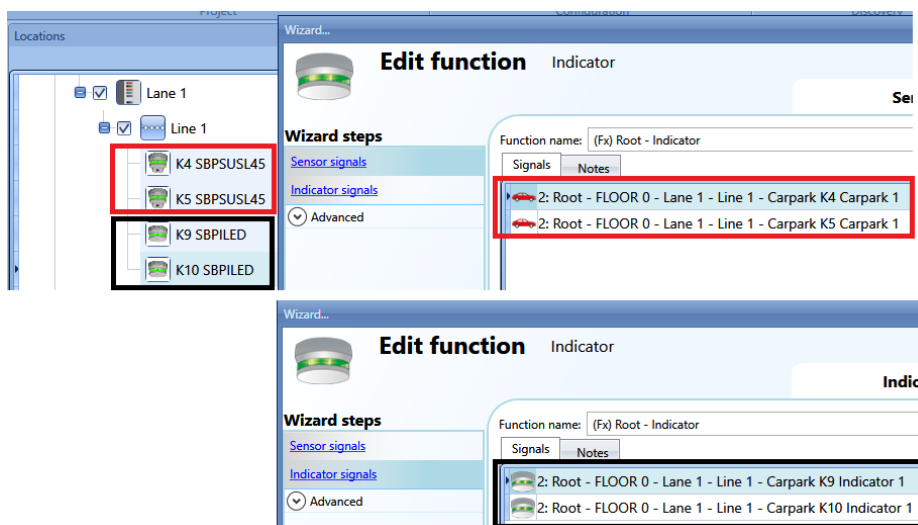 Project
Configuration
Discovery
Locations
Lane 1
Line 1
K4 SBPSUSL45
K5 SBPSUSL45
K9 SBPILED
K10 SBPILED
Wizard...
Edit function Indicator
Wizard steps
Sensor signals
Indicator signals
Advanced
Function name: (Fx) Root - Indicator
Signals Notes
2: Root - FLOOR 0 - Lane 1 - Line 1 - Carpark K4 Carpark 1
2: Root - FLOOR 0 - Lane 1 - Line 1 - Carpark K5 Carpark 1
Wizard...
Edit function Indicator
Wizard steps
Sensor signals
Indicator signals
Advanced
Function name: (Fx) Root - Indicator
Signals Notes
2: Root - FLOOR 0 - Lane 1 - Line 1 - Carpark K9 Indicator 1
2: Root - FLOOR 0 - Lane 1 - Line 1 - Carpark K10 Indicator 1